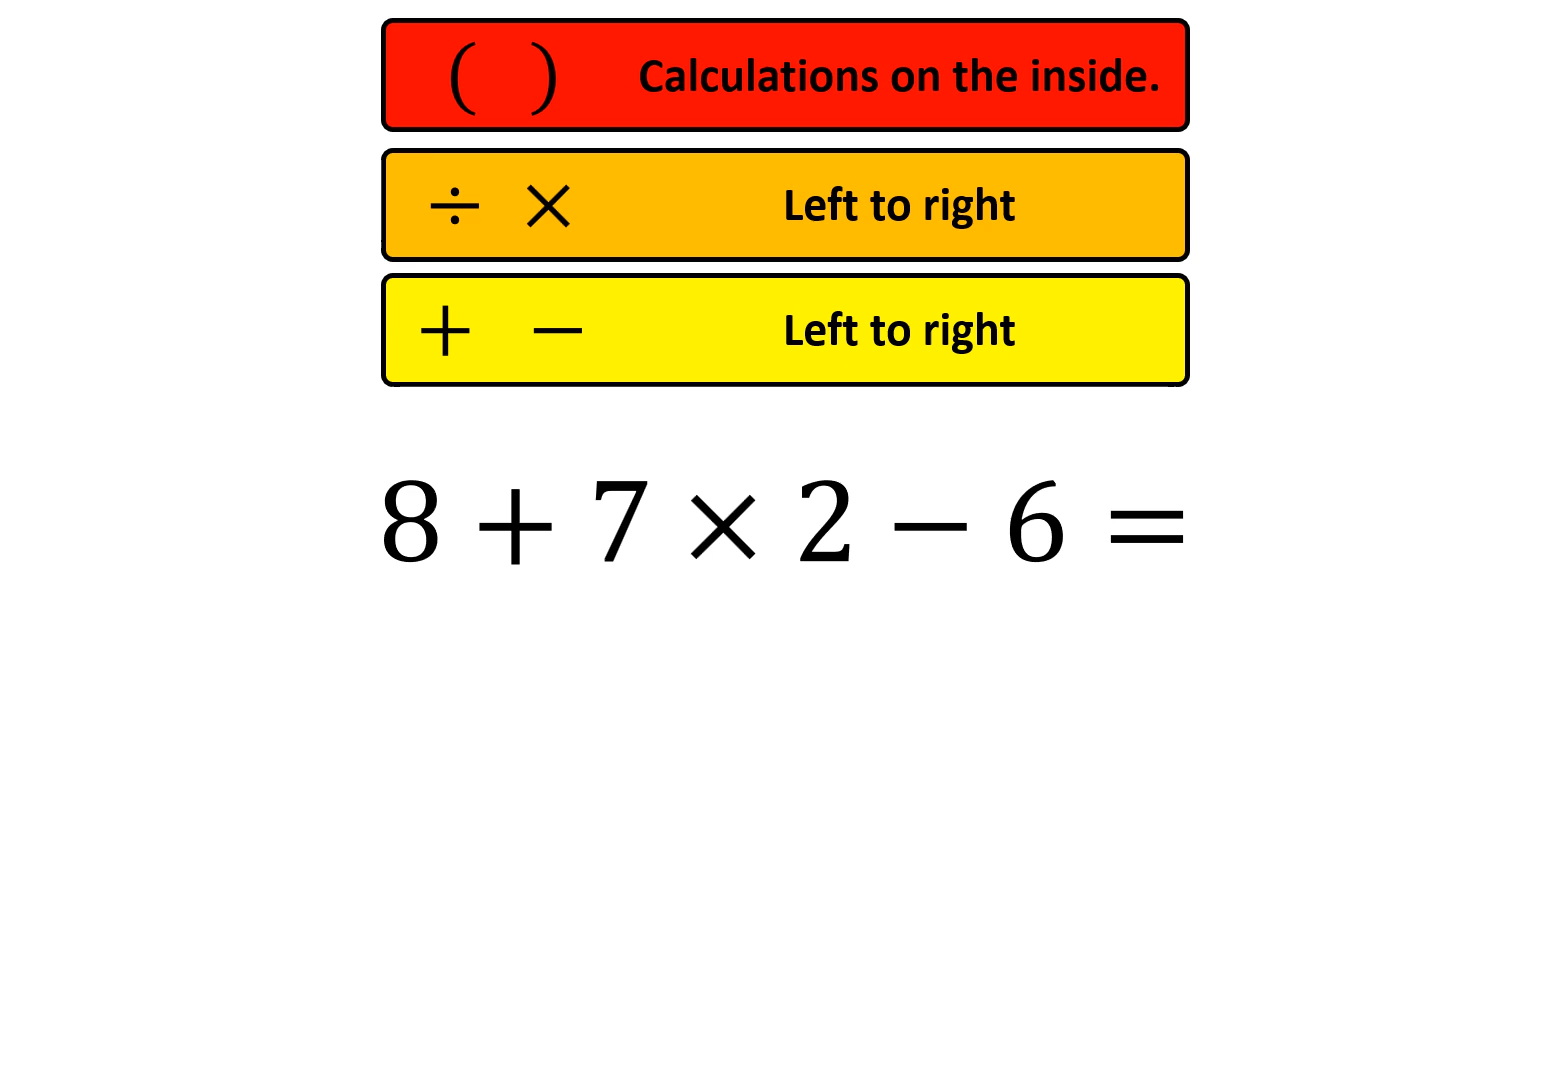 ( ) Calculations on the inside.
÷ × Left to right
+ − Left to right
8 + 7 × 2 − 6 =